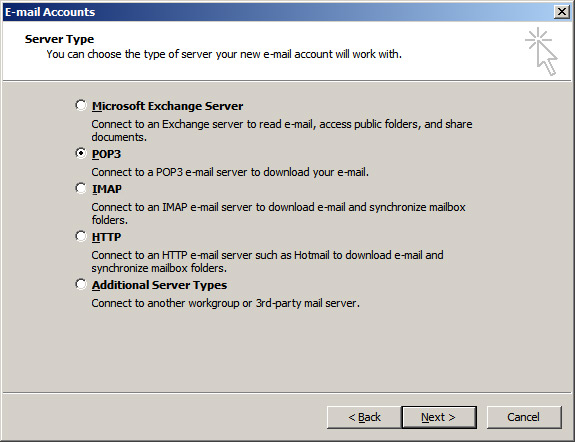 E-mail Accounts
Server Type
You can choose the type of server your new e-mail account will work with.
Microsoft Exchange Server
Connect to an Exchange server to read e-mail, access public folders, and share
documents.
POP3
Connect to a POP3 e-mail server to download your e-mail.
IMAP
Connect to an IMAP e-mail server to download e-mail and synchronize mailbox
folders.
HTTP
Connect to an HTTP e-mail server such as Hotmail to download e-mail and
synchronize mailbox folders.
Additional Server Types
Connect to another workgroup or 3rd-party mail server.
< Back Next > Cancel